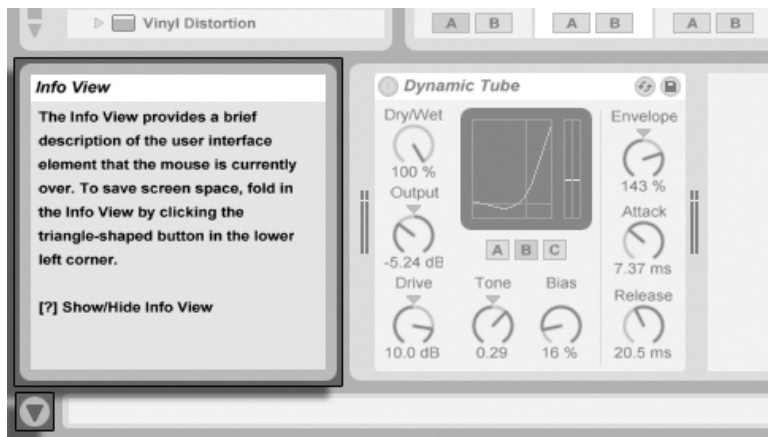 Vinyl Distortion
A B A B A B
Info View
The Info View provides a brief
description of the user interface
element that the mouse is currently
over. To save screen space, fold in
the Info View by clicking the
triangle-shaped button in the lower
left corner.
[?] Show/Hide Info View
Dynamic Tube
Dry/Wet
100 %
Output
-5.24 dB
Drive
10.0 dB
A B C
Tone
0.29
Bias
16 %
Envelope
143 %
Attack
7.37 ms
Release
20.5 ms